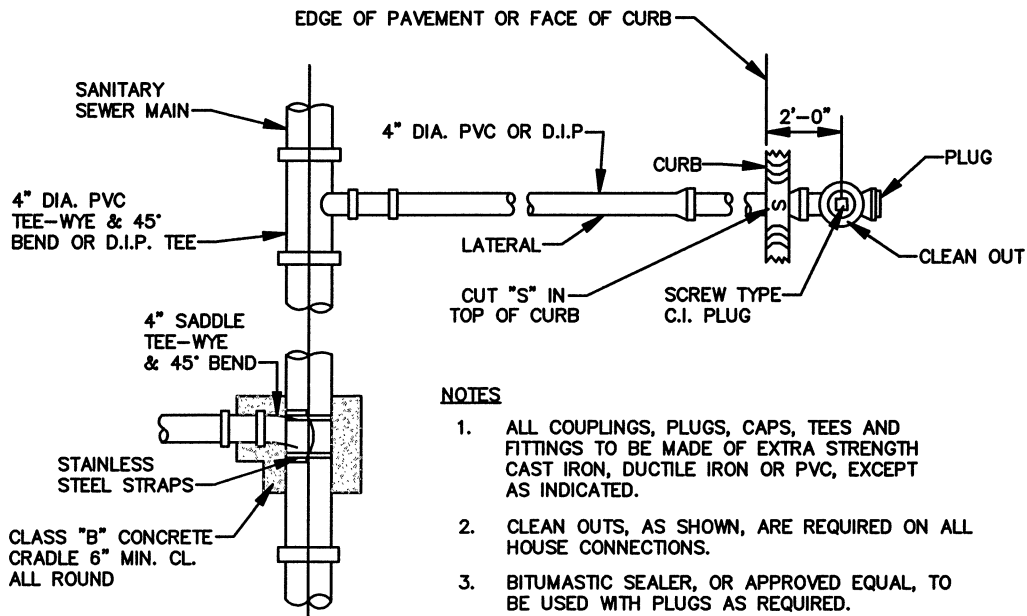 EDGE OF PAVEMENT OR FACE OF CURB
SANITARY
SEWER MAIN
4" DIA. PVC OR D.I.P
2'-0"
CURB
PLUG
4" DIA. PVC
TEE-WYE & 45°
BEND OR D.I.P. TEE
LATERAL
S
CLEAN OUT
CUT "S" IN
TOP OF CURB
SCREW TYPE
C.I. PLUG
4" SADDLE
TEE-WYE
& 45° BEND
STAINLESS
STEEL STRAPS
CLASS "B" CONCRETE
CRADLE 6" MIN. CL.
ALL ROUND
NOTES
1. ALL COUPLINGS, PLUGS, CAPS, TEES AND
FITTINGS TO BE MADE OF EXTRA STRENGTH
CAST IRON, DUCTILE IRON OR PVC, EXCEPT
AS INDICATED.
2. CLEAN OUTS, AS SHOWN, ARE REQUIRED ON ALL
HOUSE CONNECTIONS.
3. BITUMASTIC SEALER, OR APPROVED EQUAL, TO
BE USED WITH PLUGS AS REQUIRED.